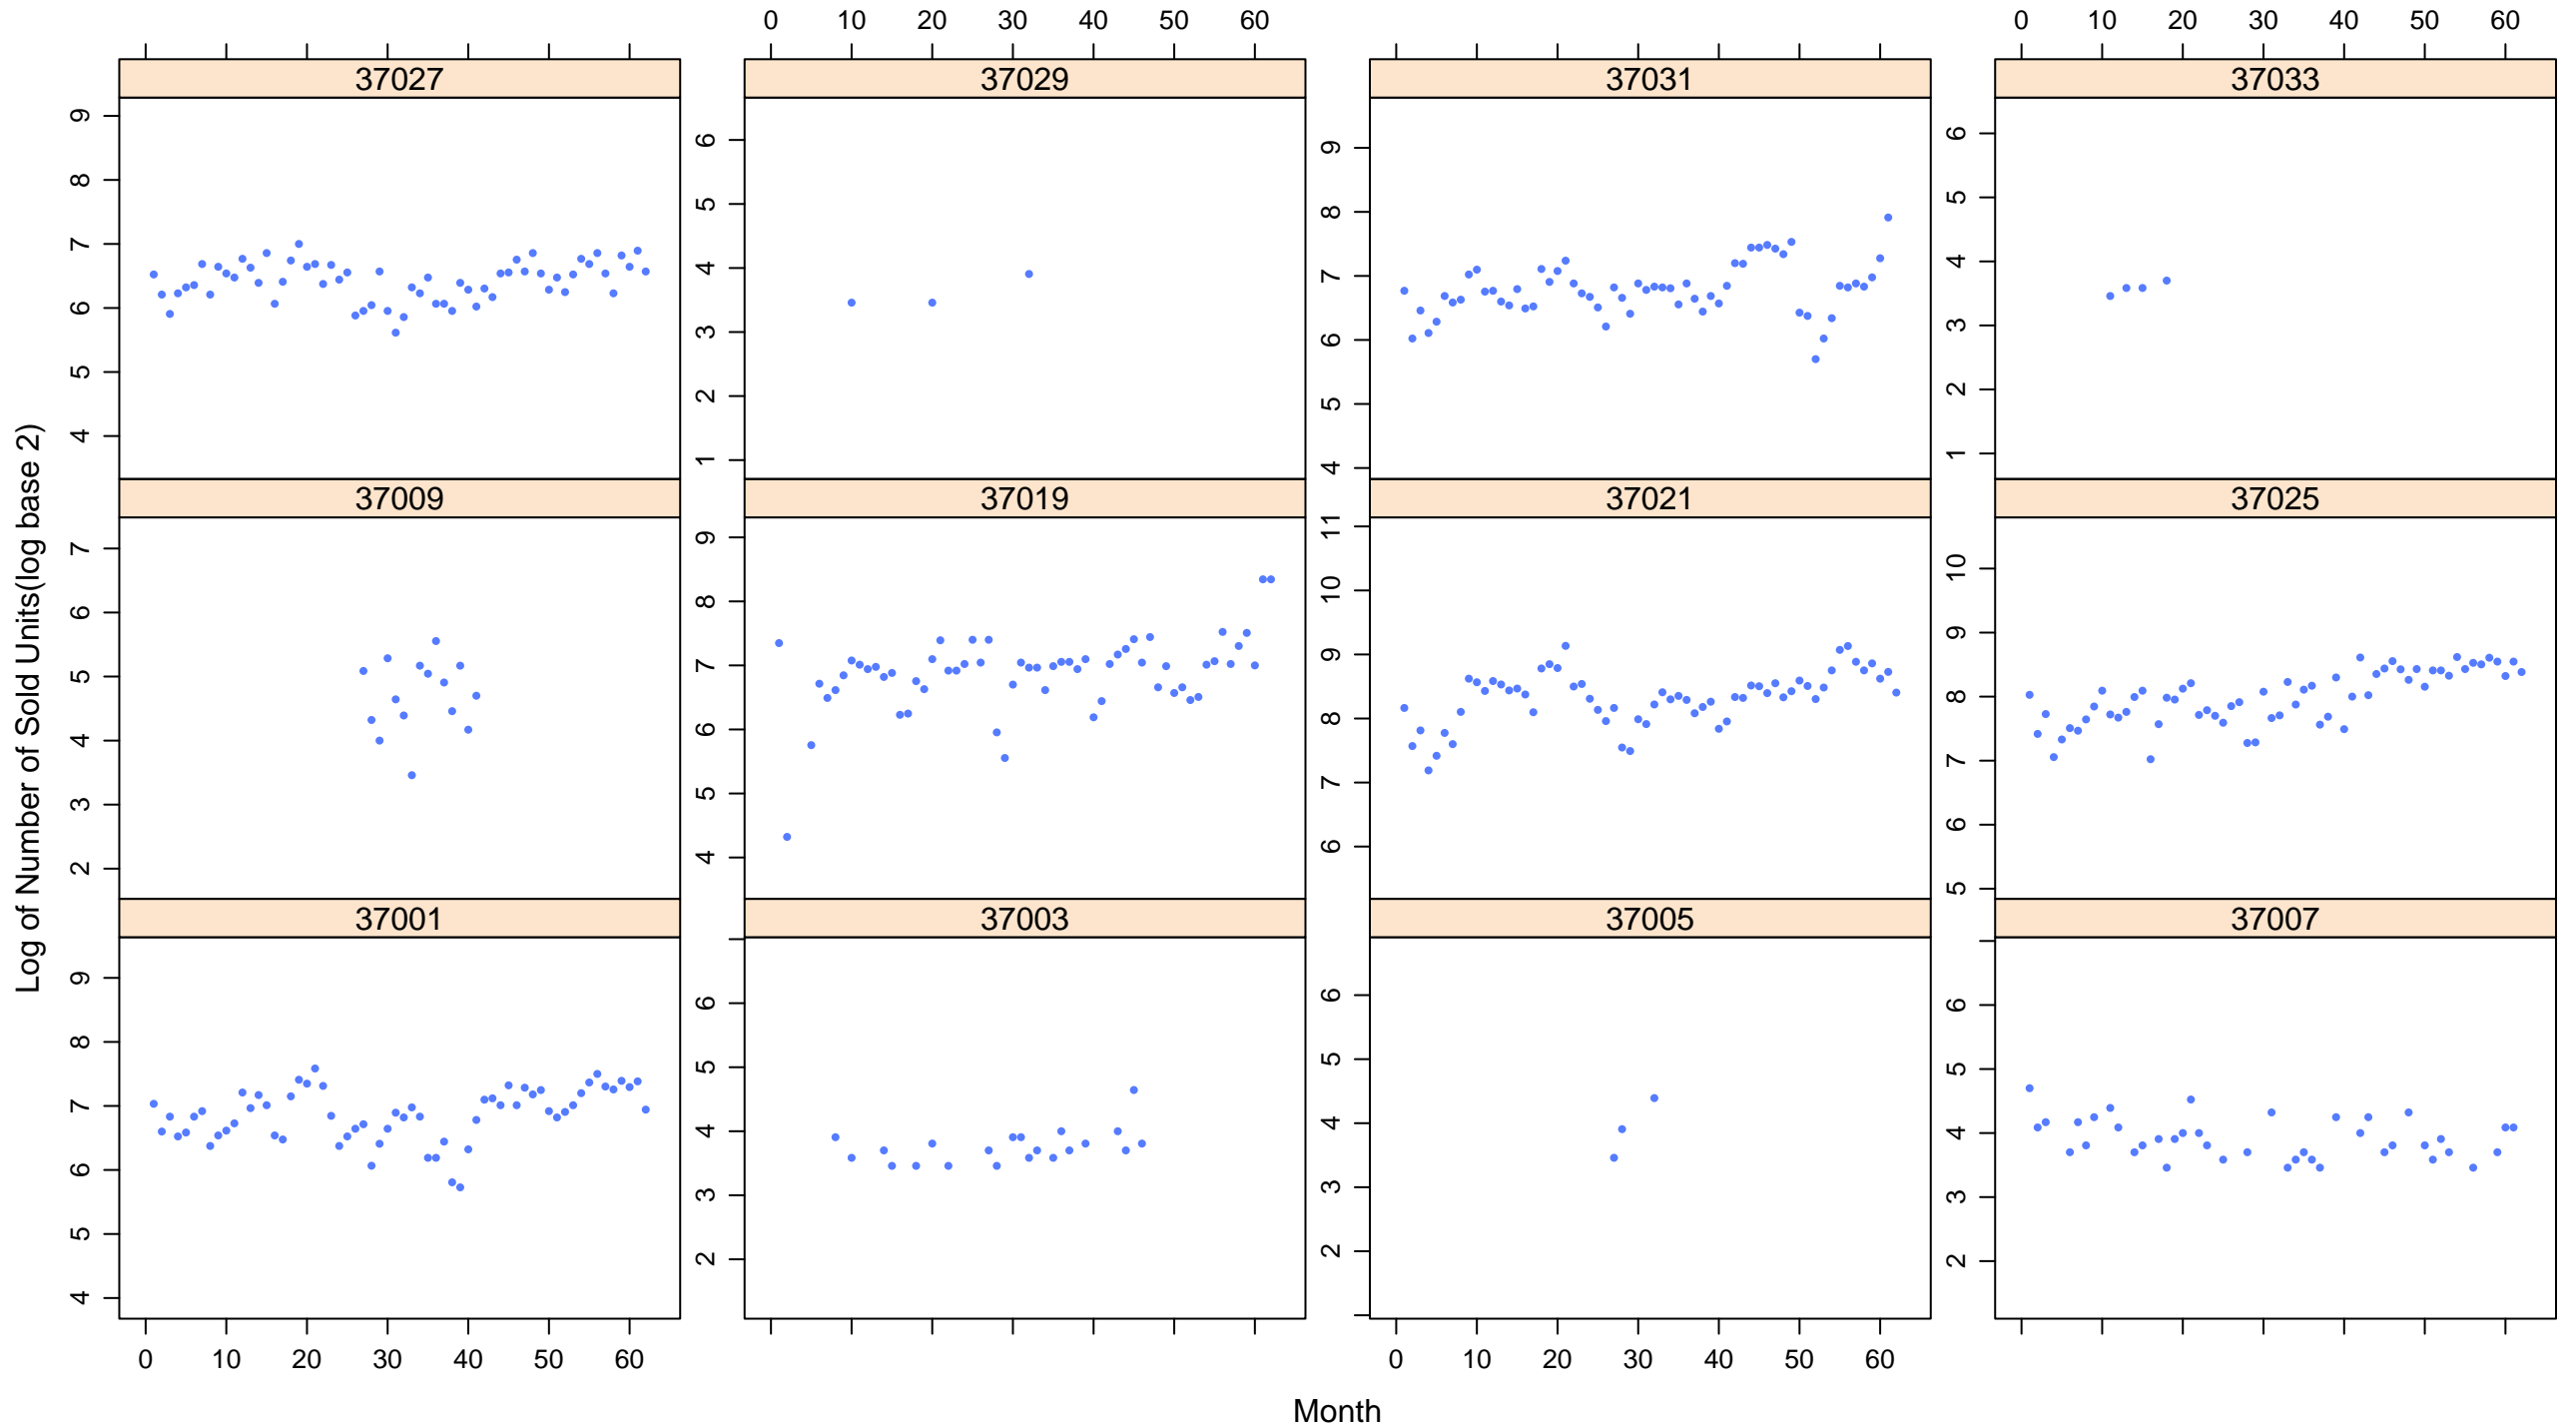 0 10 20 30 40 50 60 0 10 20 30 40 50 60
37027 37029 37031 37033
9 8 7 6 5 4
6 5 4 3 2 1
9 8 7 6 5 4
6 5 4 3 2 1
37009 37019 37021 37025
7 6 5 4 3 2
9 8 7 6 5 4
11 10 9 8 7 6
10 9 8 7 6 5
37001 37003 37005 37007
9 8 7 6 5 4
6 5 4 3 2
6 5 4 3 2
6 5 4 3 2
0 10 20 30 40 50 60 0 10 20 30 40 50 60
Log of Number of Sold Units(log base 2)
Month